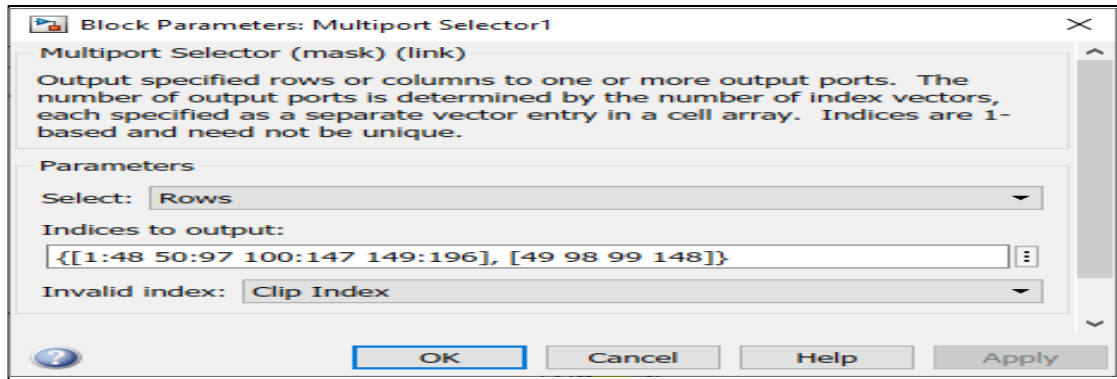 Block Parameters: Multiport Selector1
Multiport Selector (mask) (link)
Output specified rows or columns to one or more output ports. The
number of output ports is determined by the number of index vectors,
each specified as a separate vector entry in a cell array. Indices are 1-
based and need not be unique.
Parameters
Select: Rows
Indices to output:
{[1:48 50:97 100:147 149:196], [49 98 99 148]}
Invalid index: Clip Index
? OK Cancel Help Apply